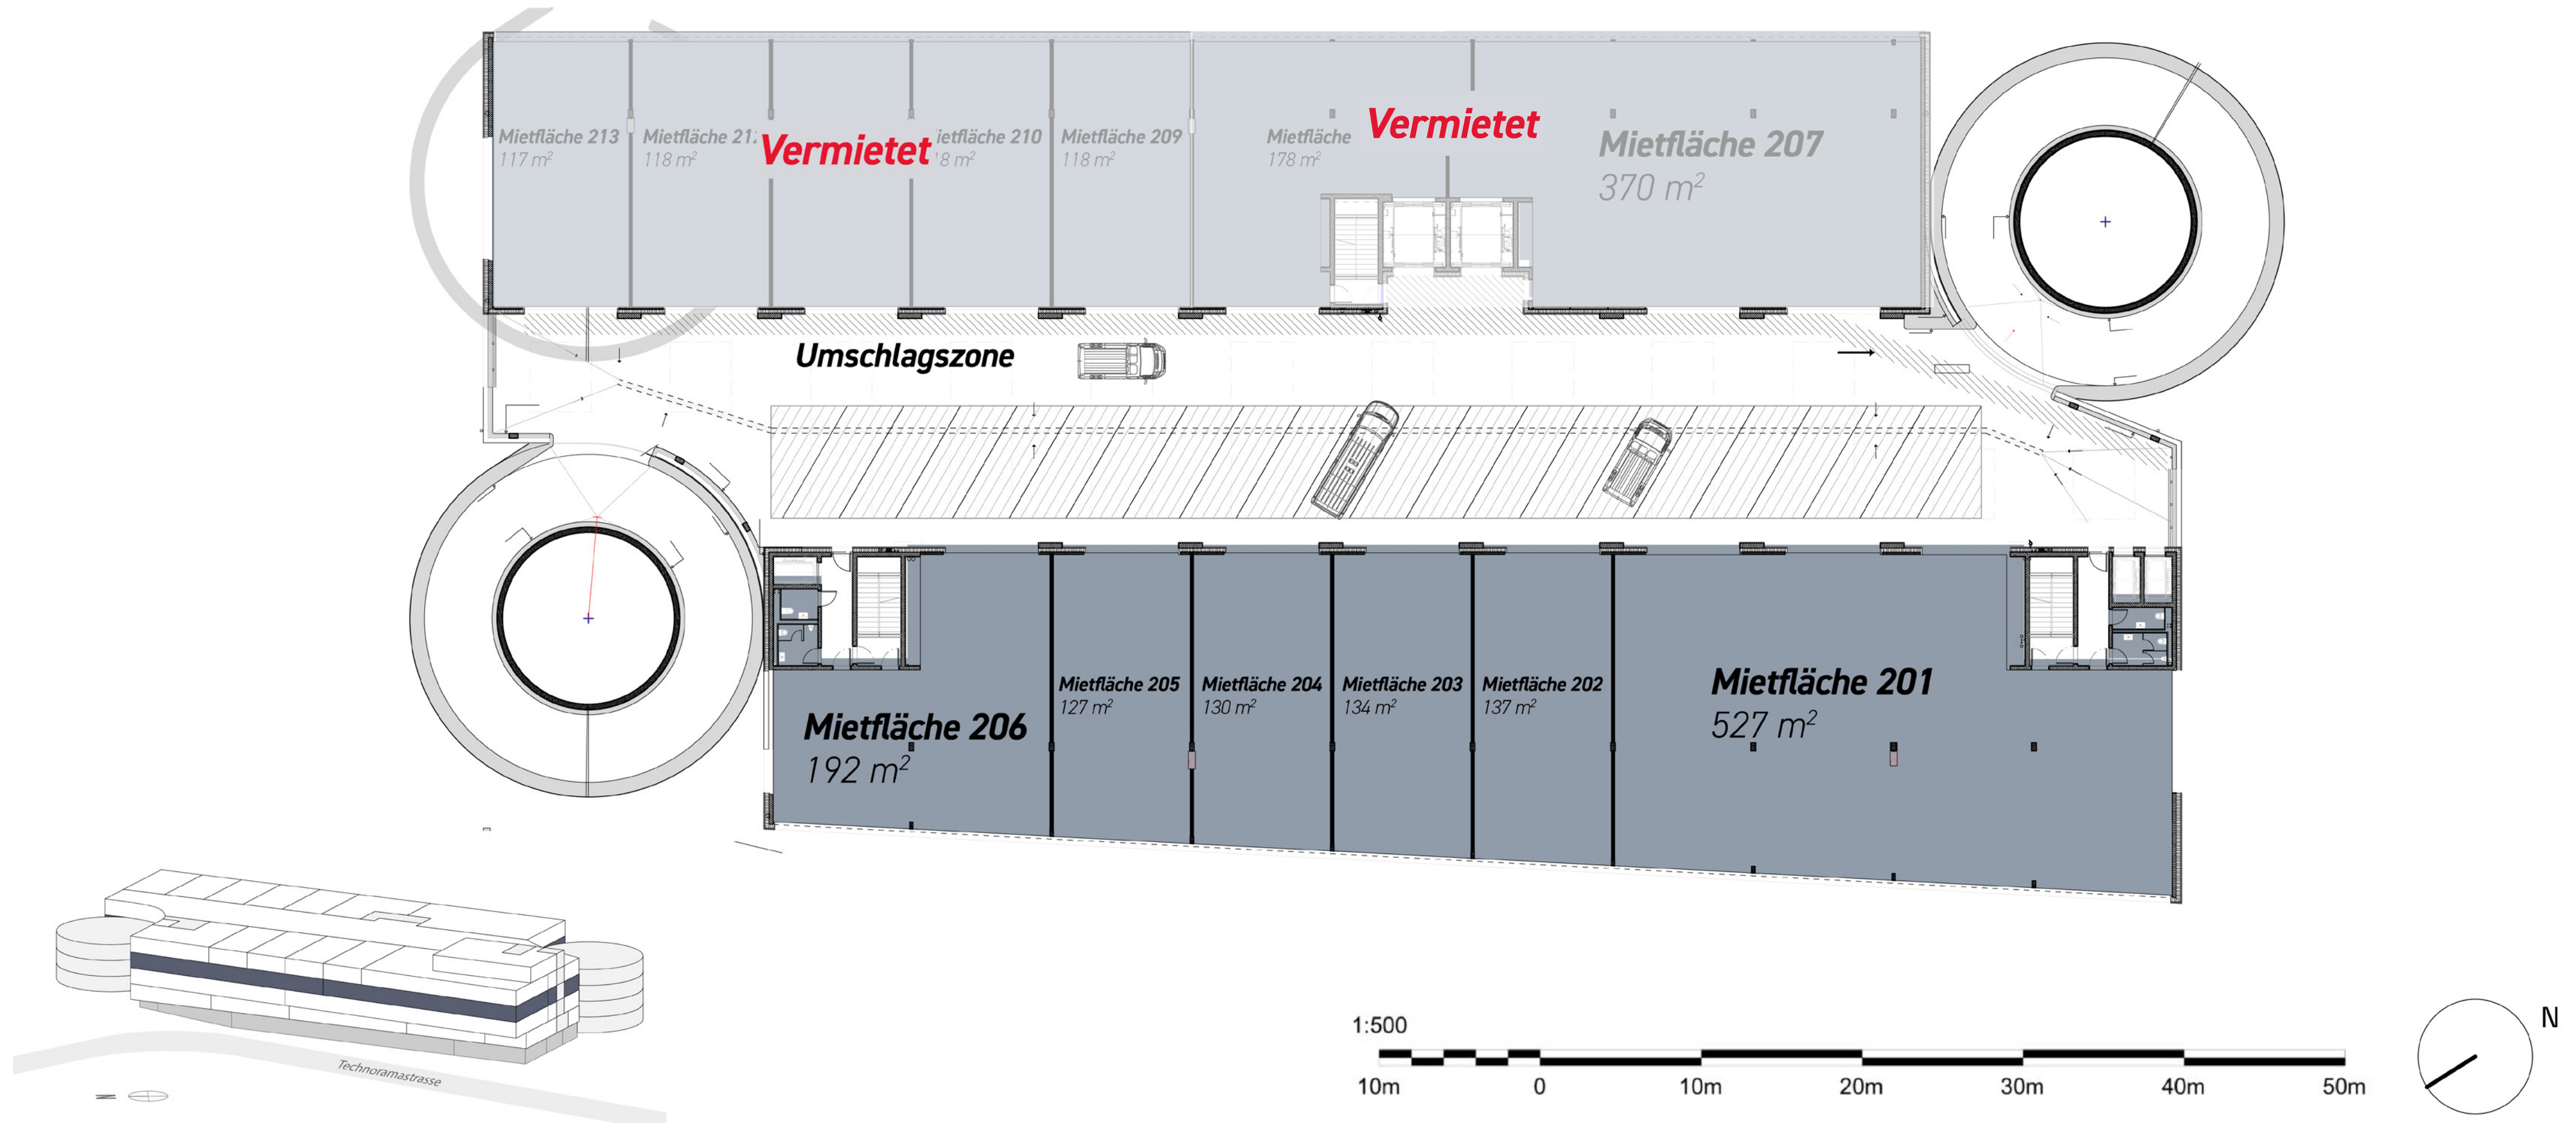 Mietfläche 213
117 m²
Mietfläche 21
118 m²
Vermietet
ietfläche 210
8 m²
Mietfläche 209
118 m²
Mietfläche
178 m²
Vermietet
Mietfläche 207
370 m²
Umschlagszone
Mietfläche 206
192 m²
Mietfläche 205
127 m²
Mietfläche 204
130 m²
Mietfläche 203
134 m²
Mietfläche 202
137 m²
Mietfläche 201
527 m²
Technoramastrasse
N
1:500
10m 0 10m 20m 30m 40m 50m
N